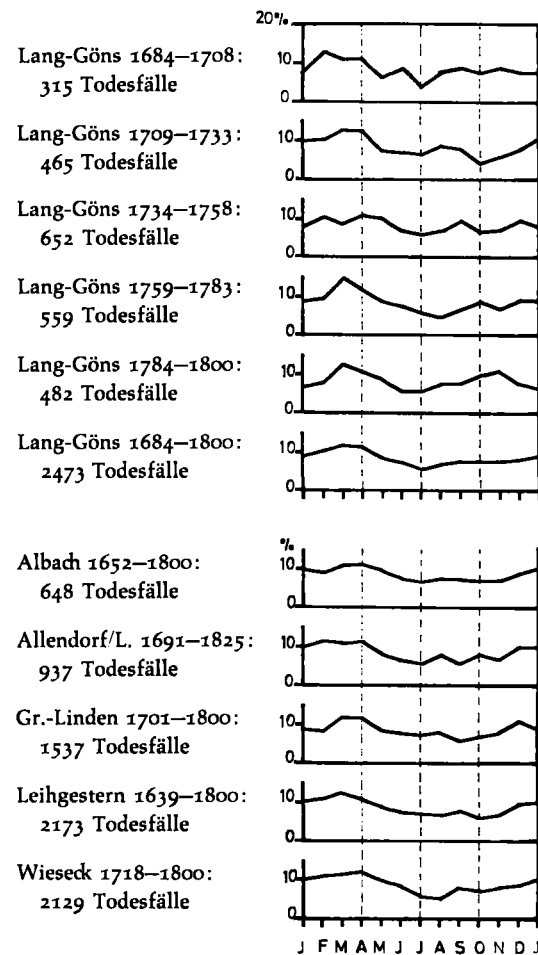 20%
Lang-Göns 1684–1708:
315 Todesfälle
10
0
Lang-Göns 1709–1733:
465 Todesfälle
10
0
Lang-Göns 1734–1758:
652 Todesfälle
10
0
Lang-Göns 1759–1783:
559 Todesfälle
10
0
Lang-Göns 1784–1800:
482 Todesfälle
10
0
Lang-Göns 1684–1800:
2473 Todesfälle
10
0
%
Albach 1652–1800:
648 Todesfälle
10
0
Allendorf/L. 1691–1825:
937 Todesfälle
10
0
Gr.-Linden 1701–1800:
1537 Todesfälle
10
0
Leihgestern 1639–1800:
2173 Todesfälle
10
0
Wieseck 1718–1800:
2129 Todesfälle
10
0
J F M A M J J A S O N D J